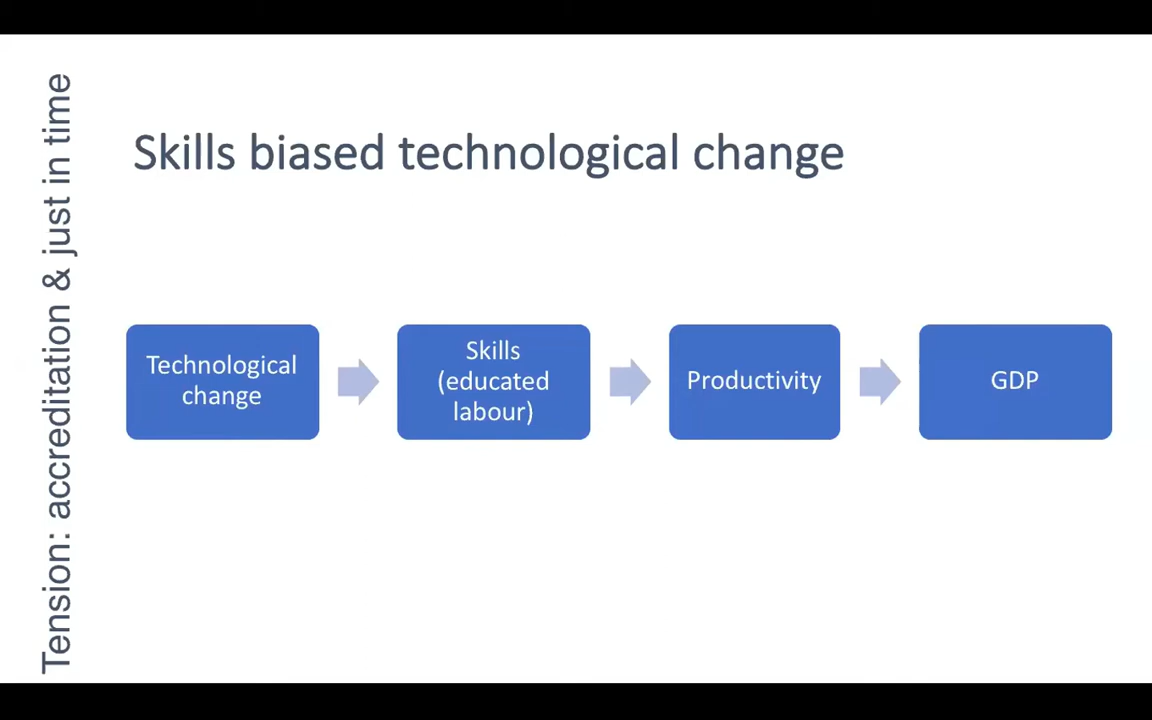 Tension: accreditation & just in time
Skills biased technological change
Technological
change
Skills
(educated
labour)
Productivity
GDP